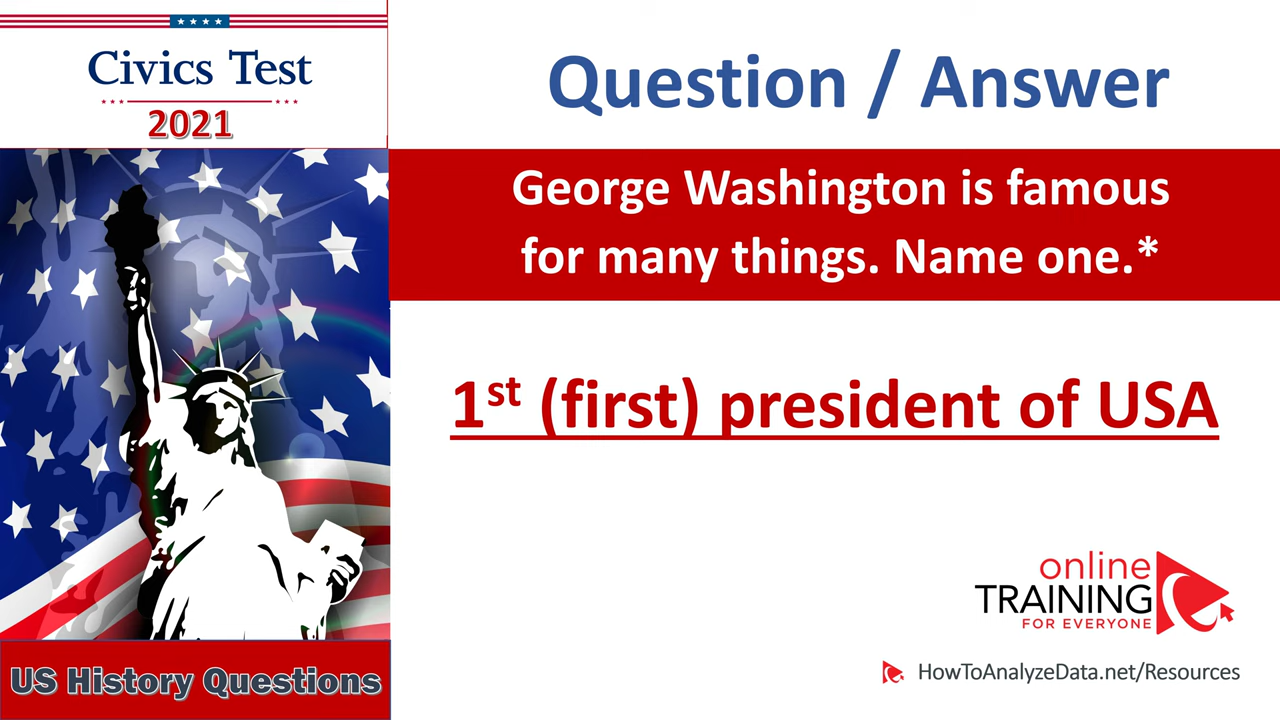 Civics Test
2021
US History Questions
Question / Answer
George Washington is famous
for many things. Name one.*
1st (first) president of USA
online
TRAINING
FOR EVERYONE
HowToAnalyzeData.net/Resources